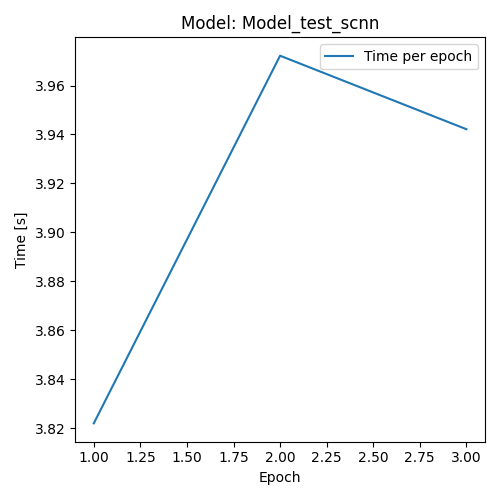 Model: Model_test_scnn
Time per epoch
3.96
3.94
3.92
3.90
3.88
3.86
3.84
3.82
Time [s]
1.00 1.25 1.50 1.75 2.00 2.25 2.50 2.75 3.00
Epoch